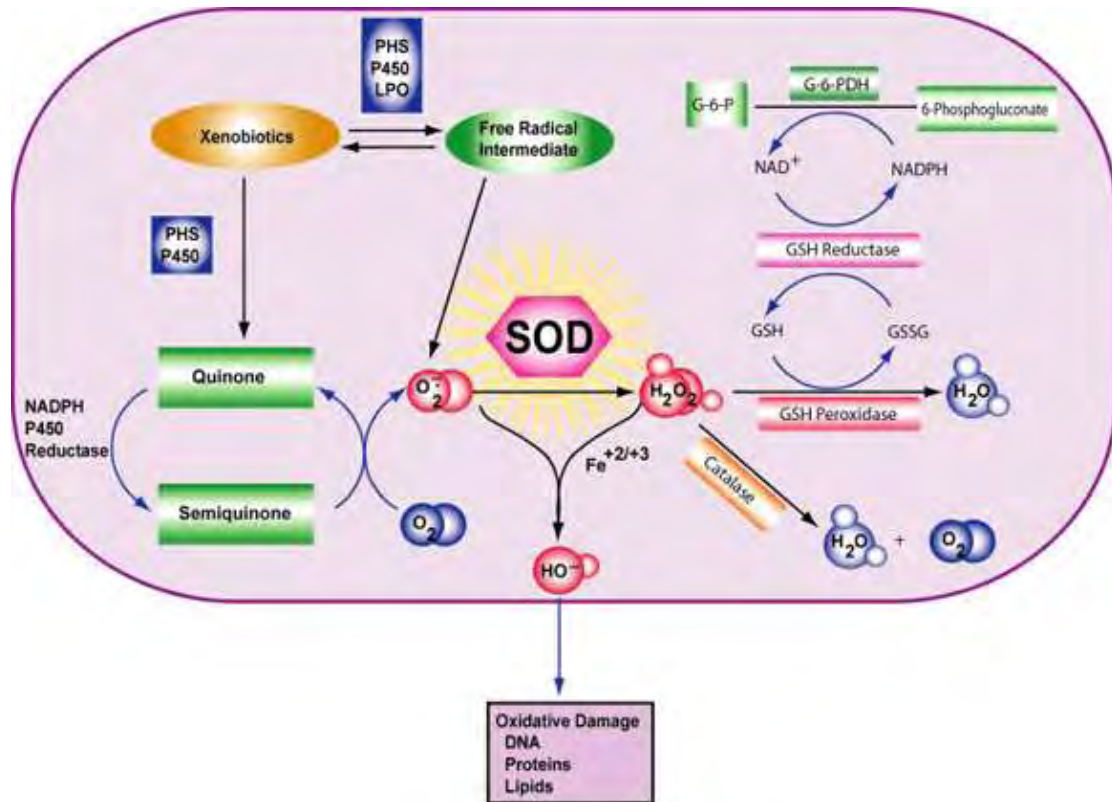 PHS
P450
LPO
Xenobiotics
Free Radical
Intermediate
G-6-P
G-6-PDH
6-Phosphogluconate
NAD+
NADPH
GSH Reductase
GSH
GSSG
PHS
P450
SOD
Quinone
O2·−
H2O2
H2O
GSH Peroxidase
NADPH
P450
Reductase
Fe+2/+3
Catalase
Semiquinone
O2
H2O + O2
HO−
Oxidative Damage
DNA
Proteins
Lipids